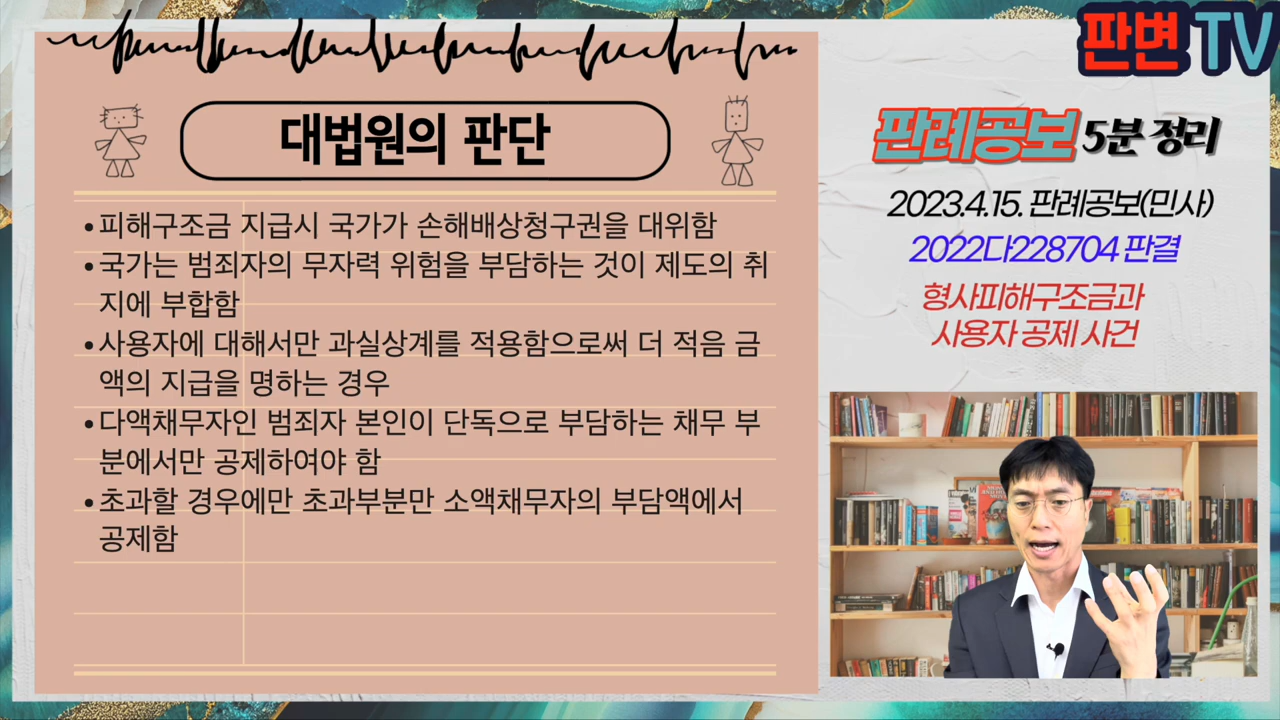 판변 TV
대법원의 판단
•피해구조금 지급시 국가가 손해배상청구권을 대위함
•국가는 범죄자의 무자력 위험을 부담하는 것이 제도의 취
지에 부합함
•사용자에 대해서만 과실상계를 적용함으로써 더 적음 금
액의 지급을 명하는 경우
•다액채무자인 범죄자 본인이 단독으로 부담하는 채무 부
분에서만 공제하여야 함
•초과할 경우에만 초과부분만 소액채무자의 부담액에서
공제함
판례공보 5분 정리
2023.4.15. 판례공보(민사)
2022다228704 판결
형사피해구조금과
사용자 공제 사건